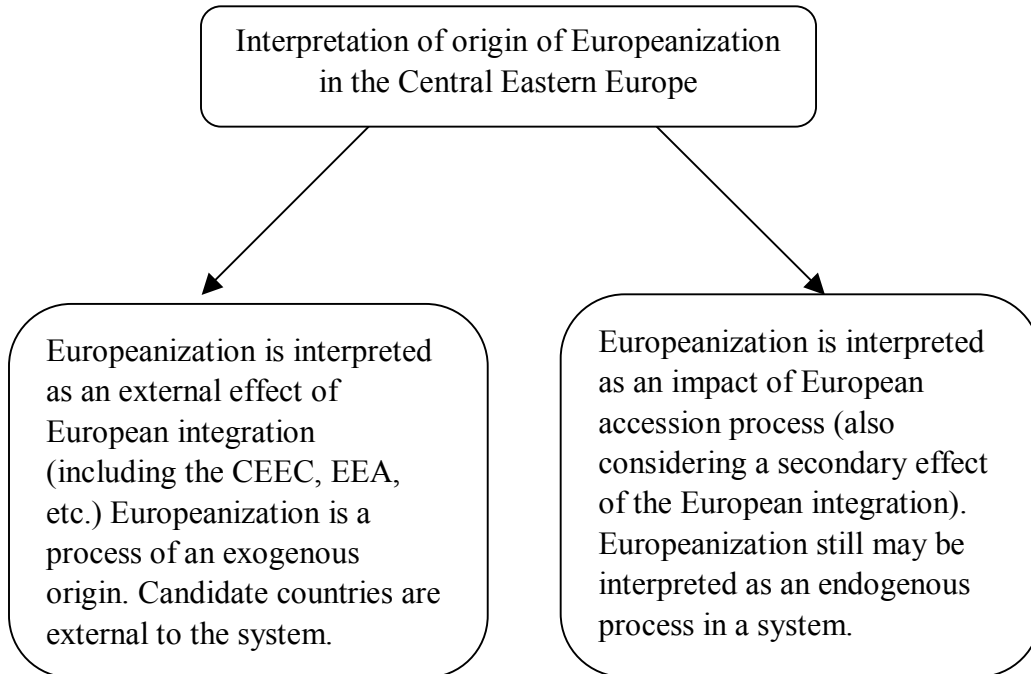 Interpretation of origin of Europeanization
in the Central Eastern Europe
Europeanization is interpreted
as an external effect of
European integration
(including the CEEC, EEA,
etc.) Europeanization is a
process of an exogenous
origin. Candidate countries are
external to the system.
Europeanization is interpreted
as an impact of European
accession process (also
considering a secondary effect
of the European integration).
Europeanization still may be
interpreted as an endogenous
process in a system.